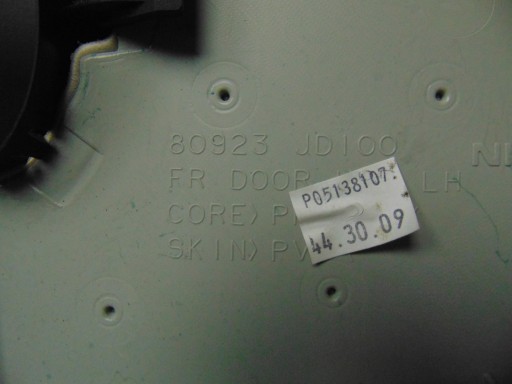 80923 JD100
FR DOOR LH
CORE>P
SKIN>PV
P05138107:
44.30.09